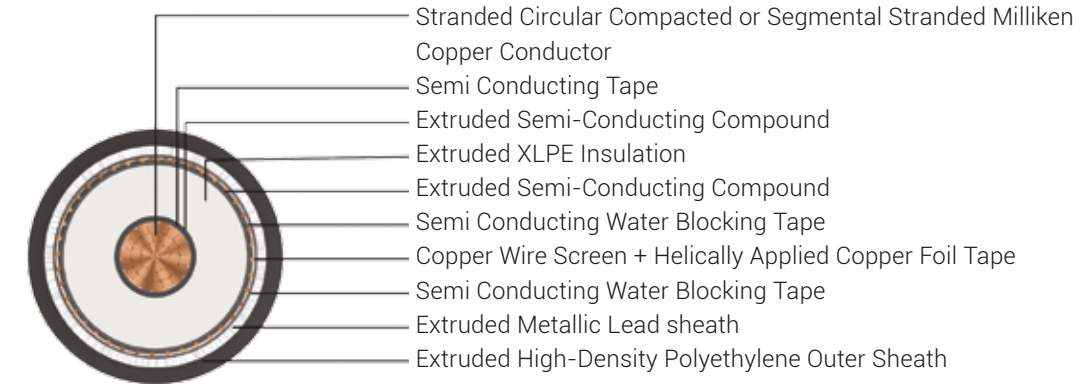 Stranded Circular Compacted or Segmental Stranded Milliken
Copper Conductor
Semi Conducting Tape
Extruded Semi-Conducting Compound
Extruded XLPE Insulation
Extruded Semi-Conducting Compound
Semi Conducting Water Blocking Tape
Copper Wire Screen + Helically Applied Copper Foil Tape
Semi Conducting Water Blocking Tape
Extruded Metallic Lead sheath
Extruded High-Density Polyethylene Outer Sheath